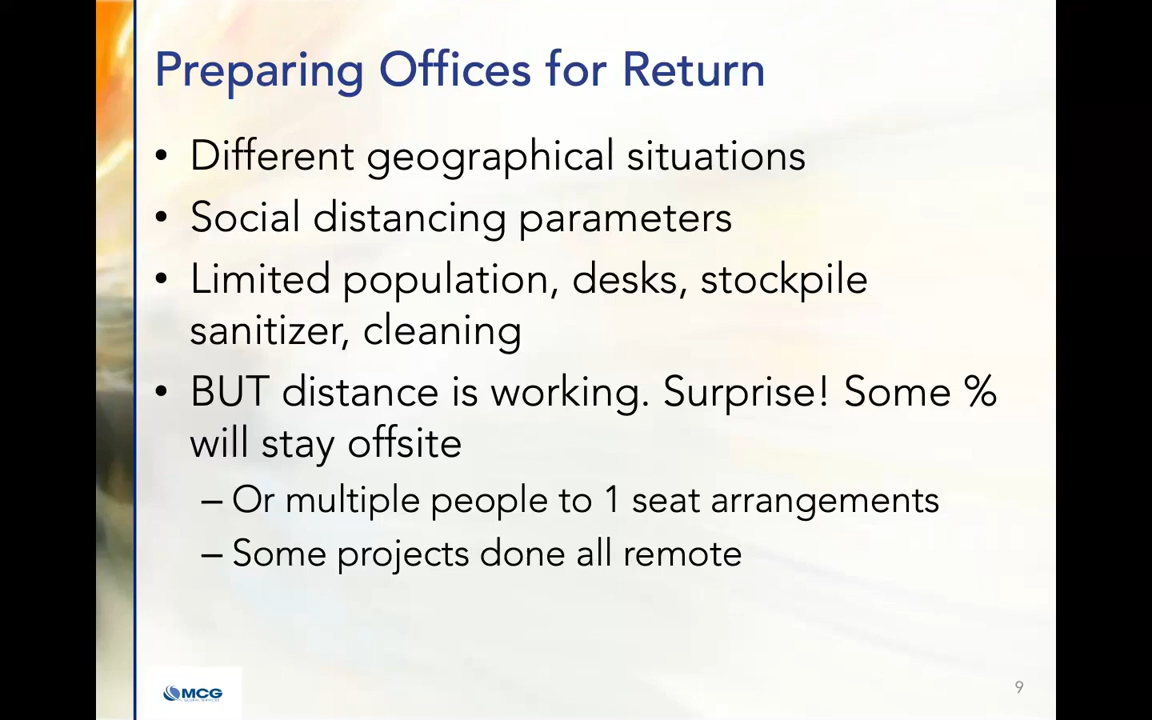 Preparing Offices for Return
• Different geographical situations
• Social distancing parameters
• Limited population, desks, stockpile
sanitizer, cleaning
• BUT distance is working. Surprise! Some %
will stay offsite
– Or multiple people to 1 seat arrangements
– Some projects done all remote
MCG
9